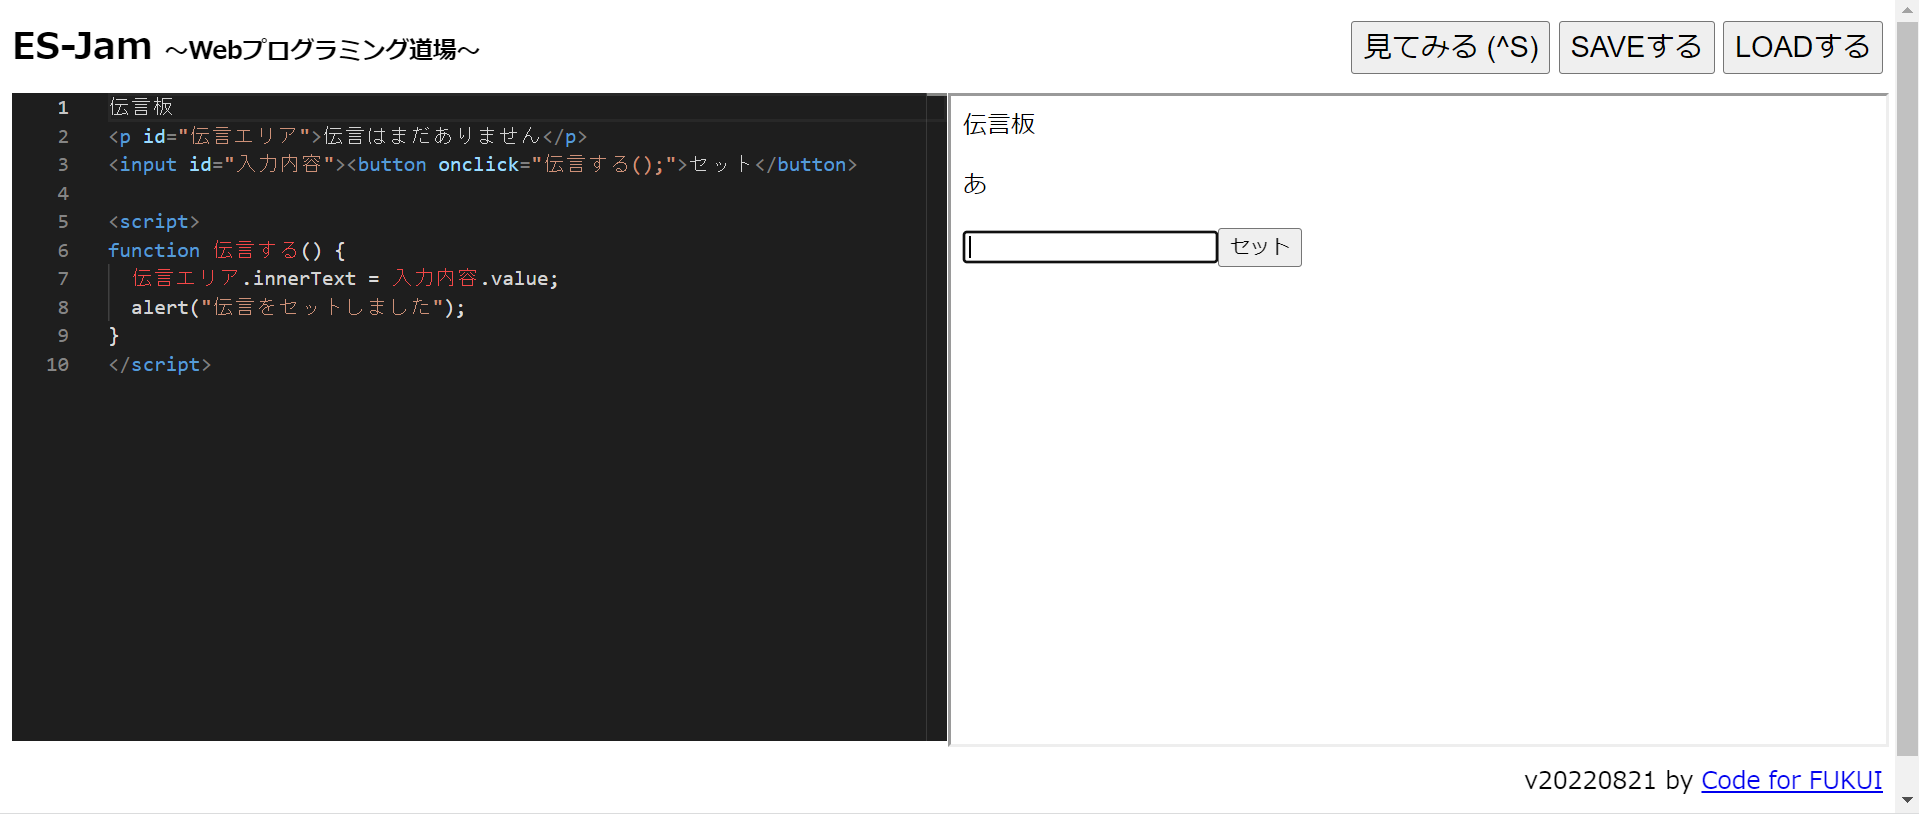 ES-Jam ～Webプログラミング道場～
見てみる (^S) SAVEする LOADする
1 伝言板
2 <p id="伝言エリア">伝言はまだありません</p>
3 <input id="入力内容"><button onclick="伝言する();">セット</button>
4
5 <script>
6 function 伝言する() {
7   伝言エリア.innerText = 入力内容.value;
8   alert("伝言をセットしました");
9 }
10 </script>
伝言板
あ
セット
v20220821 by Code for FUKUI